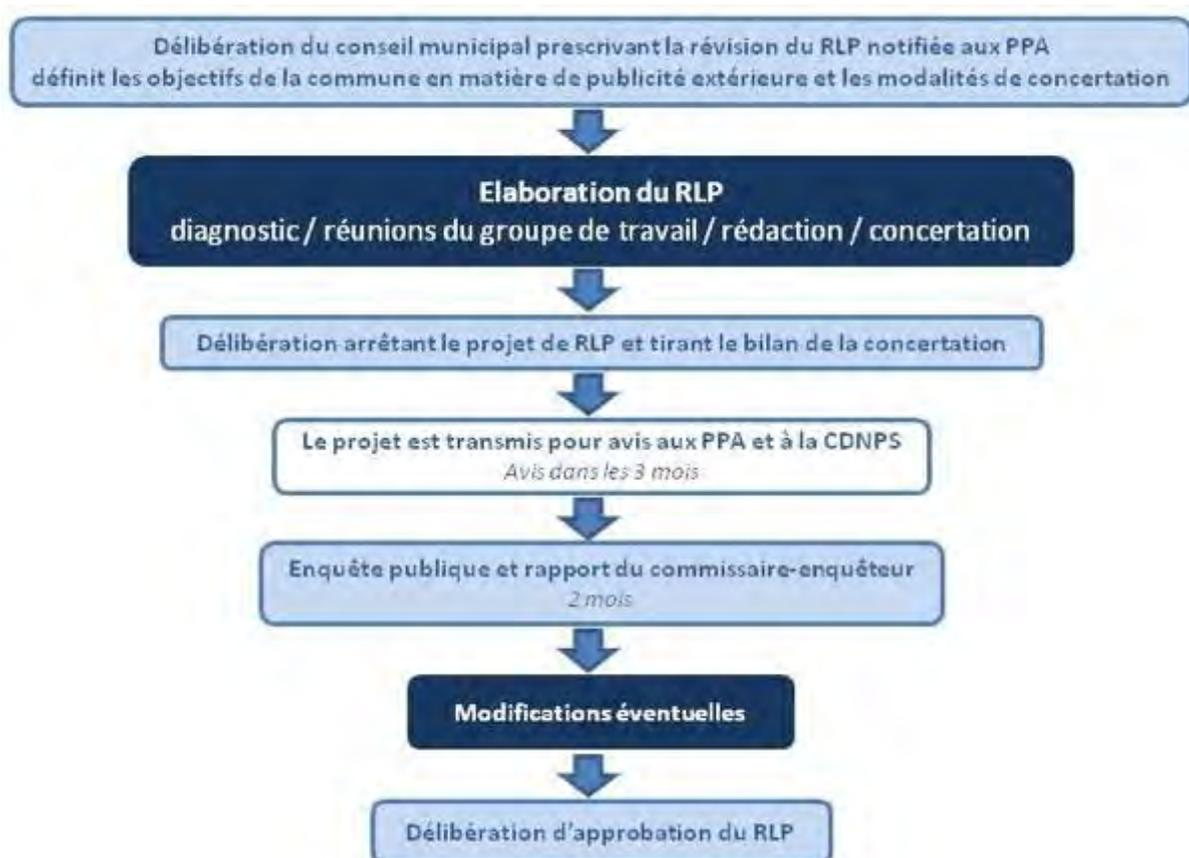 Délibération du conseil municipal prescrivant la révision du RLP notifiée aux PPA
définit les objectifs de la commune en matière de publicité extérieure et les modalités de concertation
Elaboration du RLP
diagnostic / réunions du groupe de travail / rédaction / concertation
Délibération arrêtant le projet de RLP et tirant le bilan de la concertation
Le projet est transmis pour avis aux PPA et à la CDNPS
Avis dans les 3 mois
Enquête publique et rapport du commissaire-enquêteur
2 mois
Modifications éventuelles
Délibération d'approbation du RLP